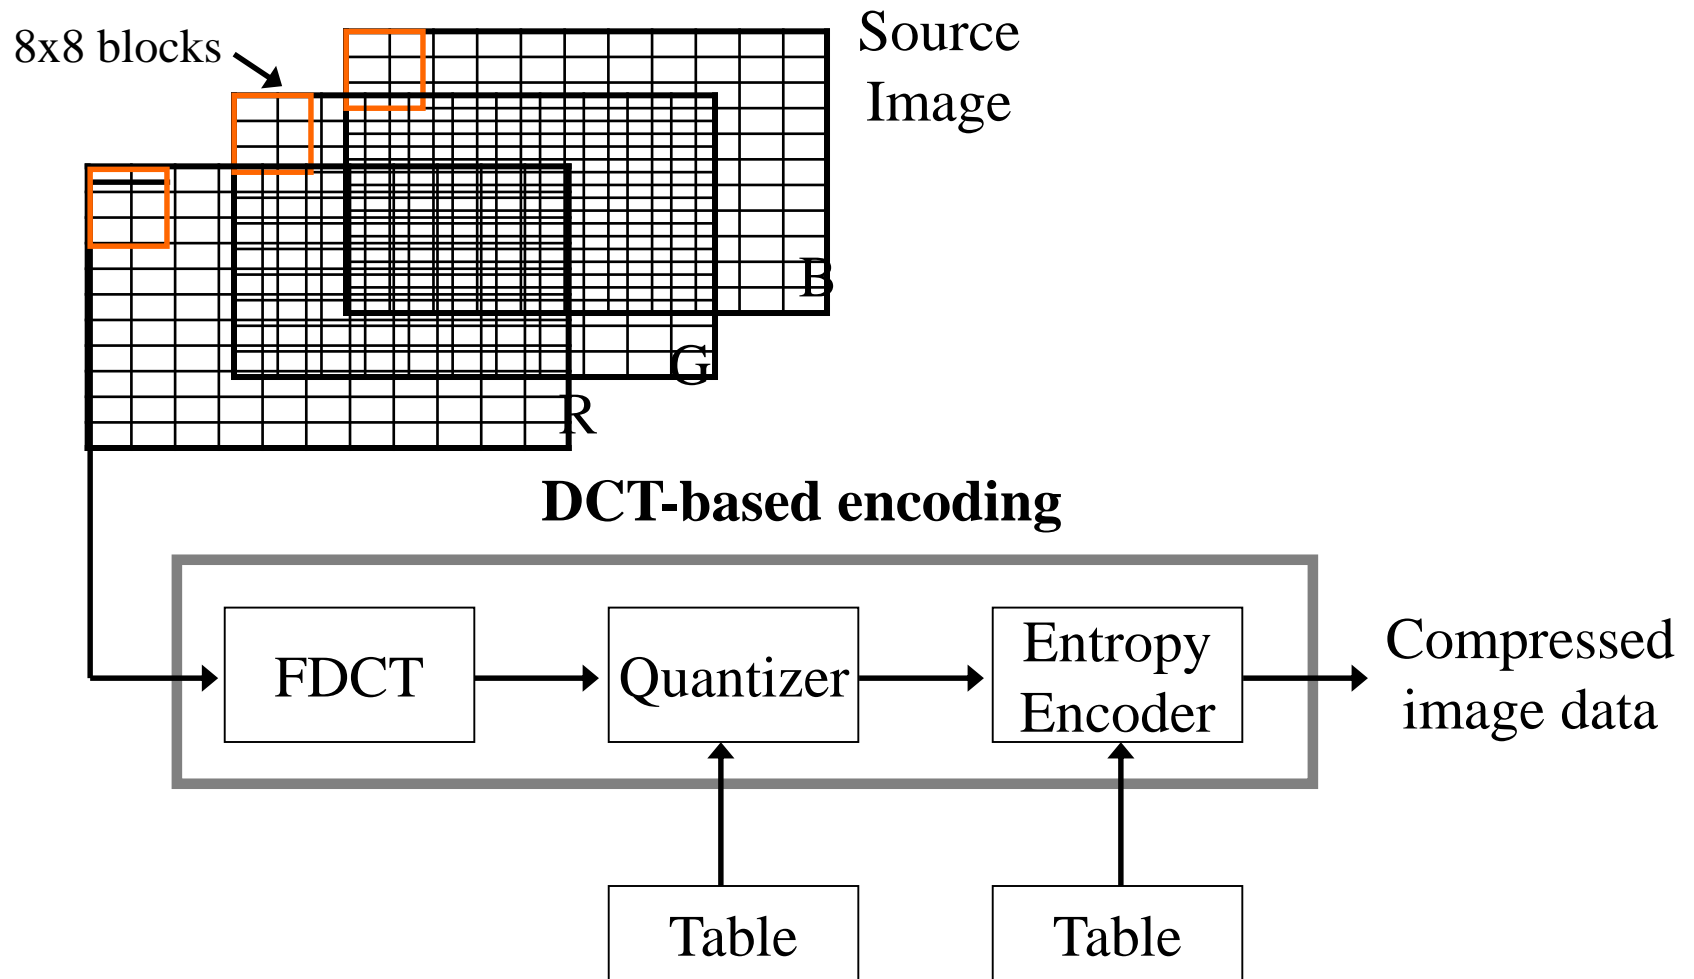 8x8 blocks
Source
Image
B
G
R
DCT-based encoding
FDCT
Quantizer
Entropy
Encoder
Compressed
image data
Table
Table